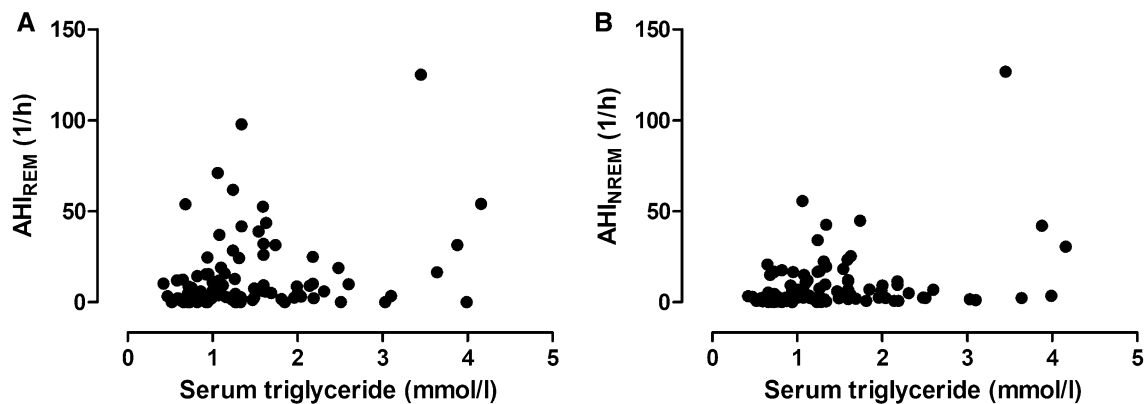 A
150
100
50
0
AHIREM (1/h)
0 1 2 3 4 5
Serum triglyceride (mmol/l)
B
150
100
50
0
AHINREM (1/h)
0 1 2 3 4 5
Serum triglyceride (mmol/l)